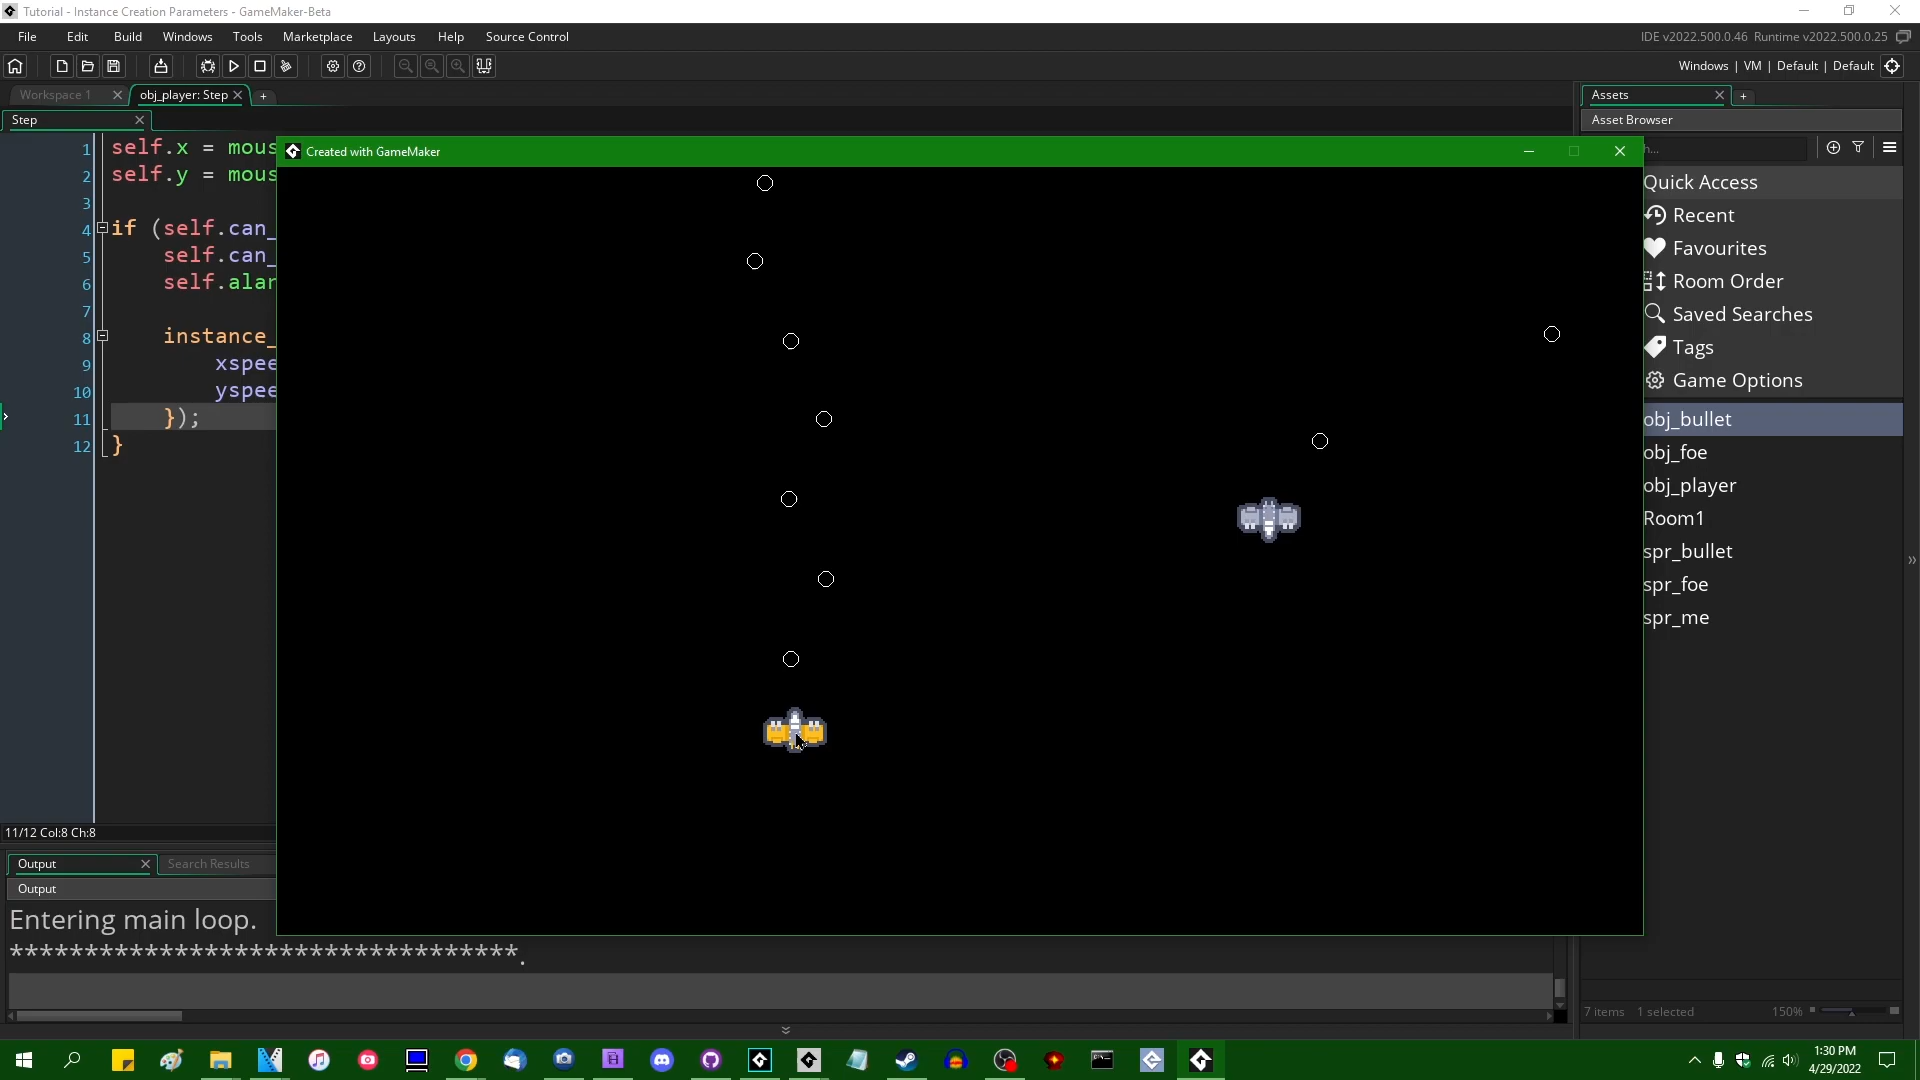 Tutorial - Instance Creation Parameters - GameMaker-Beta
File Edit Build Windows Tools Marketplace Layouts Help Source Control
IDE v2022.500.0.46 Runtime v2022.500.0.25
Windows | VM | Default | Default
Workspace 1
obj_player: Step
Assets
Step
Asset Browser
1 self.x = mous
2 self.y = mous
3
4 if (self.can_
5 self.can_
6 self.alar
7
8 instance_
9 xspee
10 yspee
11 });
12 }
Created with GameMaker
h...
Quick Access
Recent
Favourites
Room Order
Saved Searches
Tags
Game Options
obj_bullet
obj_foe
obj_player
Room1
spr_bullet
spr_foe
spr_me
11/12 Col:8 Ch:8
Output
Search Results
Output
Entering main loop.
**********************************.
7 items 1 selected 150%
1:30 PM
4/29/2022